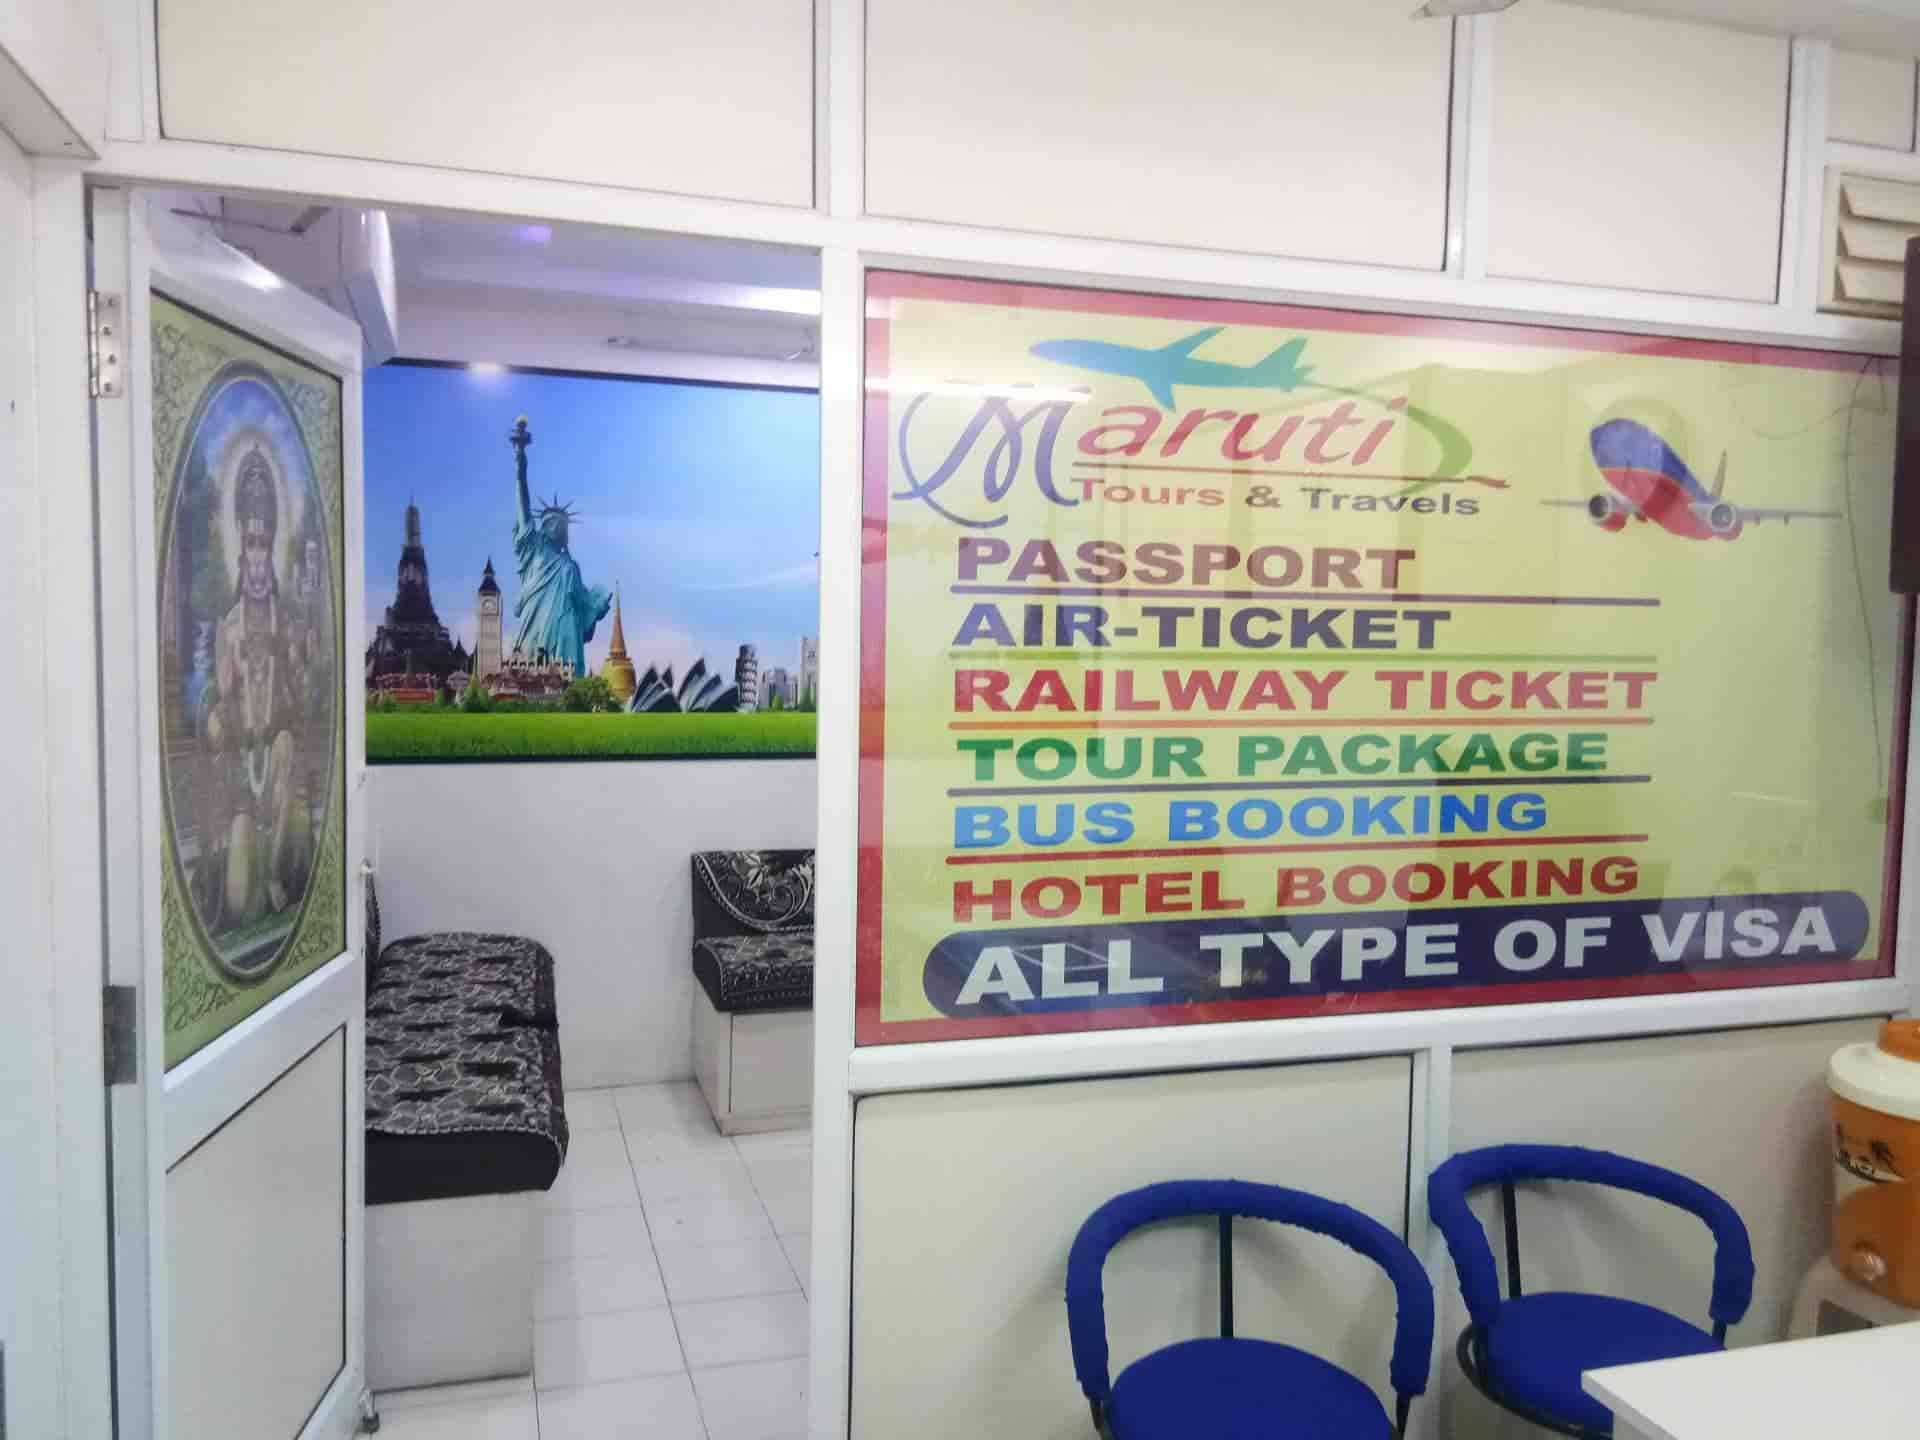 Maruti
Tours & Travels
PASSPORT
AIR-TICKET
RAILWAY TICKET
TOUR PACKAGE
BUS BOOKING
HOTEL BOOKING
ALL TYPE OF VISA